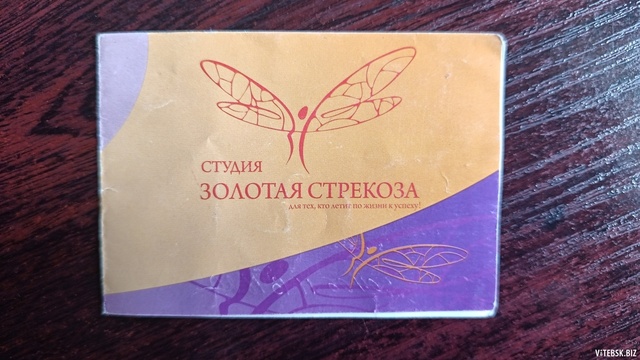 СТУДИЯ
ЗОЛОТАЯ СТРЕКОЗА
для тех, кто летит по жизни к успеху!
ViTEBSK.BiZ